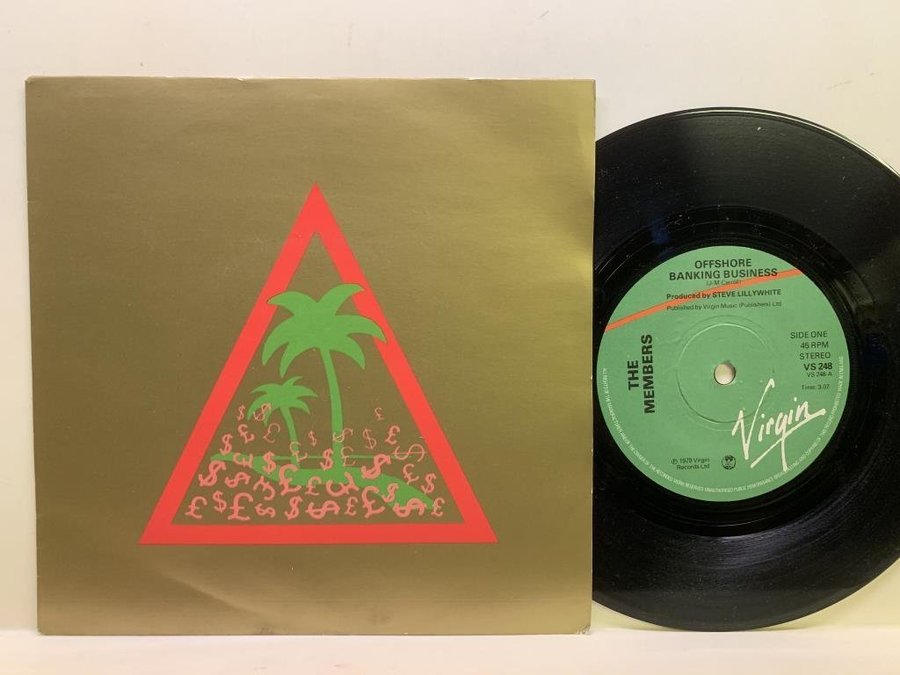 OFFSHORE
BANKING BUSINESS
(J-M Carroll)
Produced by STEVE LILLYWHITE
Published by Virgin Music (Publishers) Ltd
THE
MEMBERS
SIDE ONE
45 RPM
STEREO
VS 248
VS 248-A
Time: 3.07
Virgin
℗ 1979 Virgin
Records Ltd